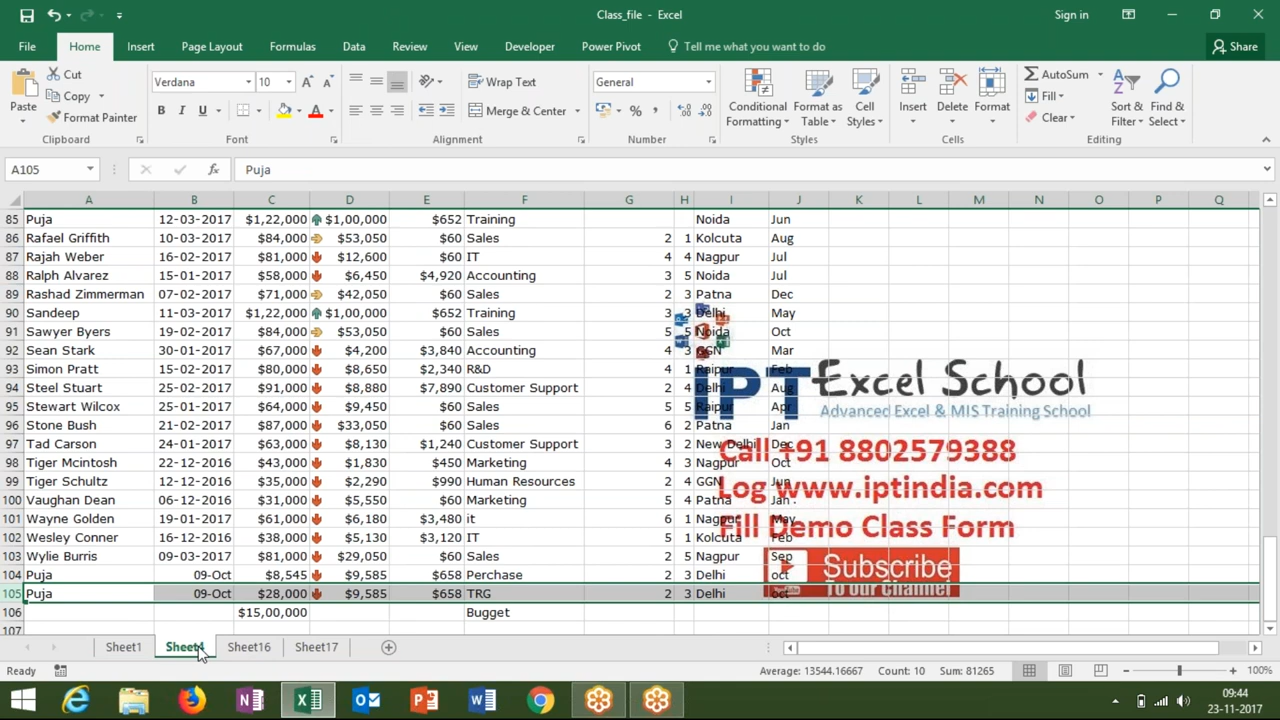 Class_file - Excel
Sign in
File Home Insert Page Layout Formulas Data Review View Developer Power Pivot Tell me what you want to do Share
Paste Cut Copy Format Painter
Verdana 10
B I U
Wrap Text
Merge & Center
General
Conditional Formatting Format as Table Cell Styles Insert Delete Format
AutoSum Fill Clear
Sort & Filter Find & Select
Clipboard Font Alignment Number Styles Cells Editing
A105 fx Puja
A B C D E F G H I J K L M N O P Q
85 Puja 12-03-2017 $1,22,000 $1,00,000 $652 Training Noida Jun
86 Rafael Griffith 10-03-2017 $84,000 $53,050 $60 Sales 2 1 Kolcuta Aug
87 Rajah Weber 16-02-2017 $81,000 $12,600 $60 IT 4 4 Nagpur Jul
88 Ralph Alvarez 15-01-2017 $58,000 $6,450 $4,920 Accounting 3 5 Noida Jul
89 Rashad Zimmerman 07-02-2017 $71,000 $42,050 $60 Sales 2 3 Patna Dec
90 Sandeep 11-03-2017 $1,22,000 $1,00,000 $652 Training 3 3 Delhi May
91 Sawyer Byers 19-02-2017 $84,000 $53,050 $60 Sales 5 5 Noida Oct
92 Sean Stark 30-01-2017 $67,000 $4,200 $3,840 Accounting 4 3 GGN Mar
93 Simon Pratt 15-02-2017 $80,000 $8,650 $2,340 R&D 4 1 Raipur Feb
94 Steel Stuart 25-02-2017 $91,000 $8,880 $7,890 Customer Support 2 4 Delhi Aug
95 Stewart Wilcox 25-01-2017 $64,000 $9,450 $60 Sales 5 5 Raipur Apr
96 Stone Bush 21-02-2017 $87,000 $33,050 $60 Sales 6 2 Patna Jan
97 Tad Carson 24-01-2017 $63,000 $8,130 $1,240 Customer Support 3 2 New Delhi Dec
98 Tiger Mcintosh 22-12-2016 $43,000 $1,830 $450 Marketing 4 3 Nagpur Oct
99 Tiger Schultz 12-12-2016 $35,000 $2,290 $990 Human Resources 2 4 GGN Jun
100 Vaughan Dean 06-12-2016 $31,000 $5,550 $60 Marketing 5 4 Patna Jan
101 Wayne Golden 19-01-2017 $61,000 $6,180 $3,480 it 6 1 Nagpur May
102 Wesley Conner 16-12-2016 $38,000 $5,130 $3,120 IT 5 1 Kolcuta Feb
103 Wylie Burris 09-03-2017 $81,000 $29,050 $60 Sales 2 5 Nagpur Sep
104 Puja 09-Oct $8,545 $9,585 $658 Perchase 2 3 Delhi oct
105 Puja 09-Oct $28,000 $9,585 $658 TRG 2 3 Delhi oct
106 $15,00,000 Bugget
107
IPT Excel School
Advanced Excel & MIS Training School
Call +91 8802579388
Log www.iptindia.com
Fill Demo Class Form
Subscribe
To our Channel
Sheet1 Sheet4 Sheet16 Sheet17
Ready Average: 13544.16667 Count: 10 Sum: 81265 100%
09:44
23-11-2017